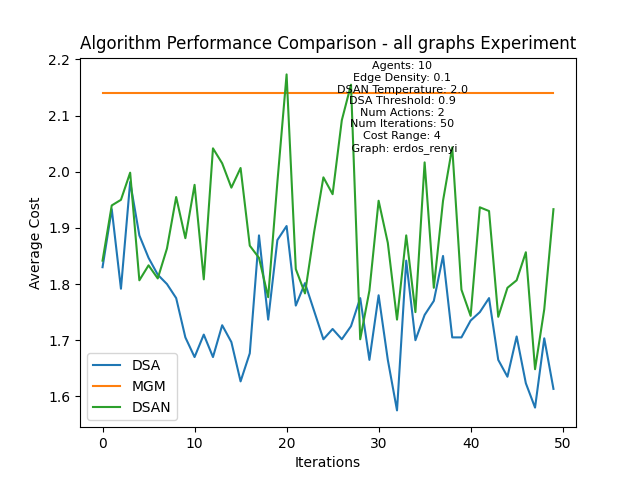 Algorithm Performance Comparison - all graphs Experiment
Agents: 10
Edge Density: 0.1
DSAN Temperature: 2.0
DSA Threshold: 0.9
Num Actions: 2
Num Iterations: 50
Cost Range: 4
Graph: erdos_renyi
Average Cost
2.2
2.1
2.0
1.9
1.8
1.7
1.6
DSA
MGM
DSAN
0 10 20 30 40 50
Iterations